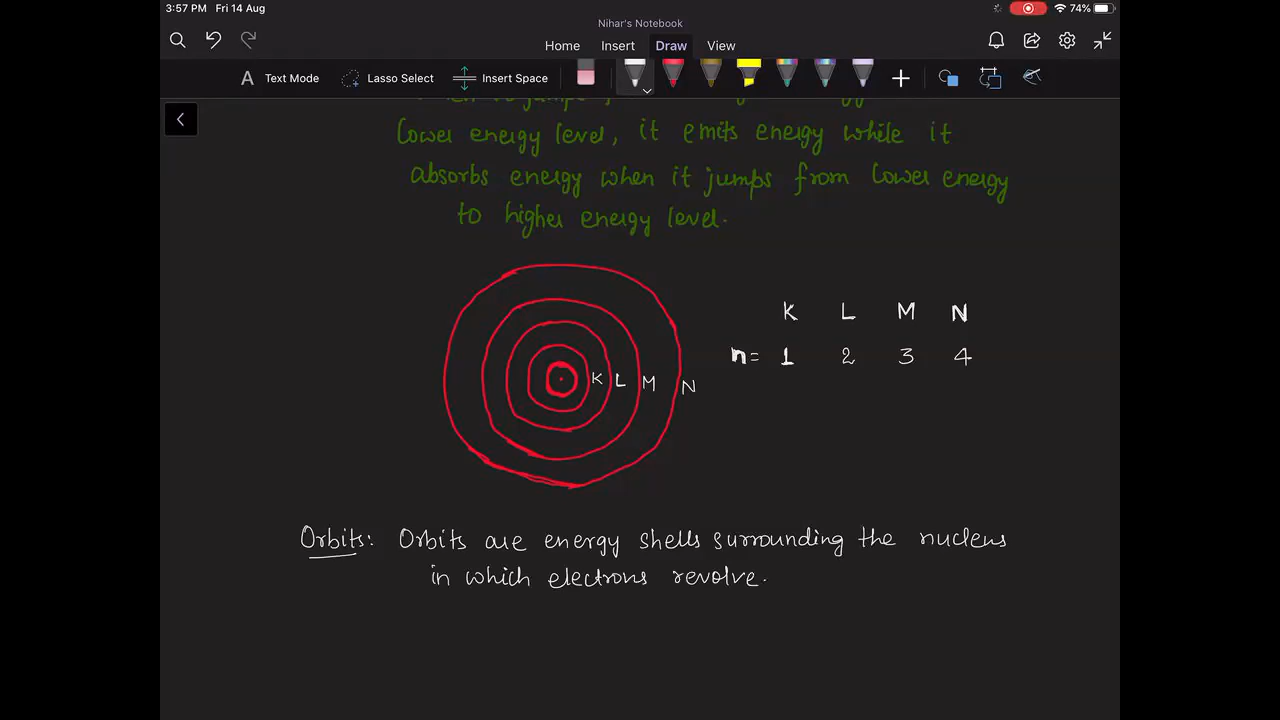 3:57 PM Fri 14 Aug
74%
Nihar's Notebook
Home Insert Draw View
A Text Mode Lasso Select Insert Space
lower energy level, it emits energy while it
absorbs energy when it jumps from lower energy
to higher energy level.
K L M N
n= 1 2 3 4
K L M N
Orbits: Orbits are energy shells surrounding the nucleus
in which electrons revolve.